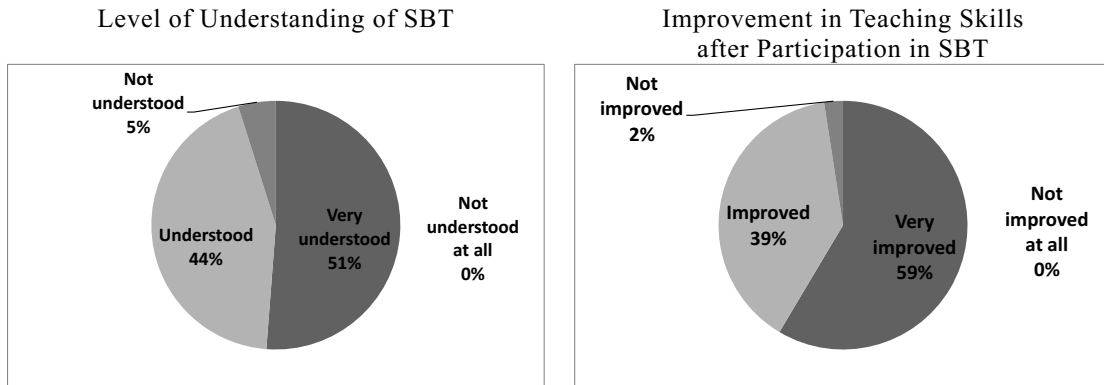 Level of Understanding of SBT
Not
understood
5%
Understood
44%
Very
understood
51%
Not
understood
at all
0%
Improvement in Teaching Skills
after Participation in SBT
Not
improved
2%
Improved
39%
Very
improved
59%
Not
improved
at all
0%